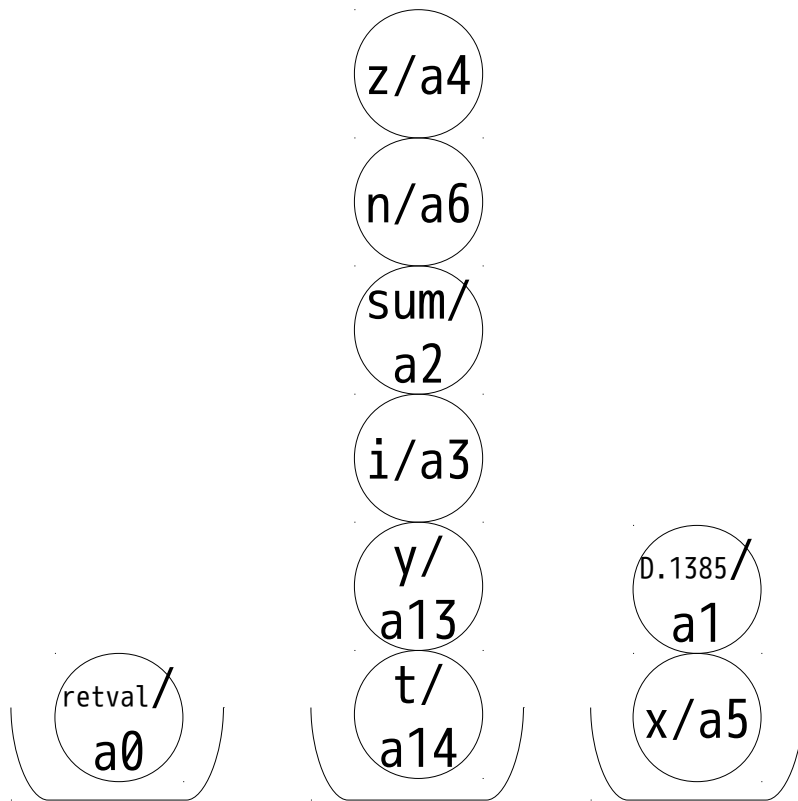 z/a4
n/a6
sum/
a2
i/a3
y/
a13
t/
a14
retval/
a0
D.1385/
a1
x/a5